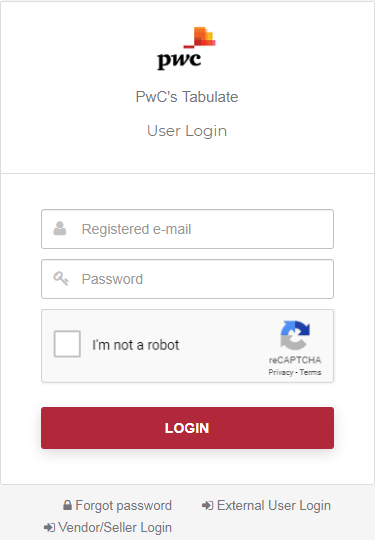 pwc
PwC's Tabulate
User Login
Registered e-mail
Password
I'm not a robot
reCAPTCHA
Privacy - Terms
LOGIN
Forgot password External User Login
Vendor/Seller Login